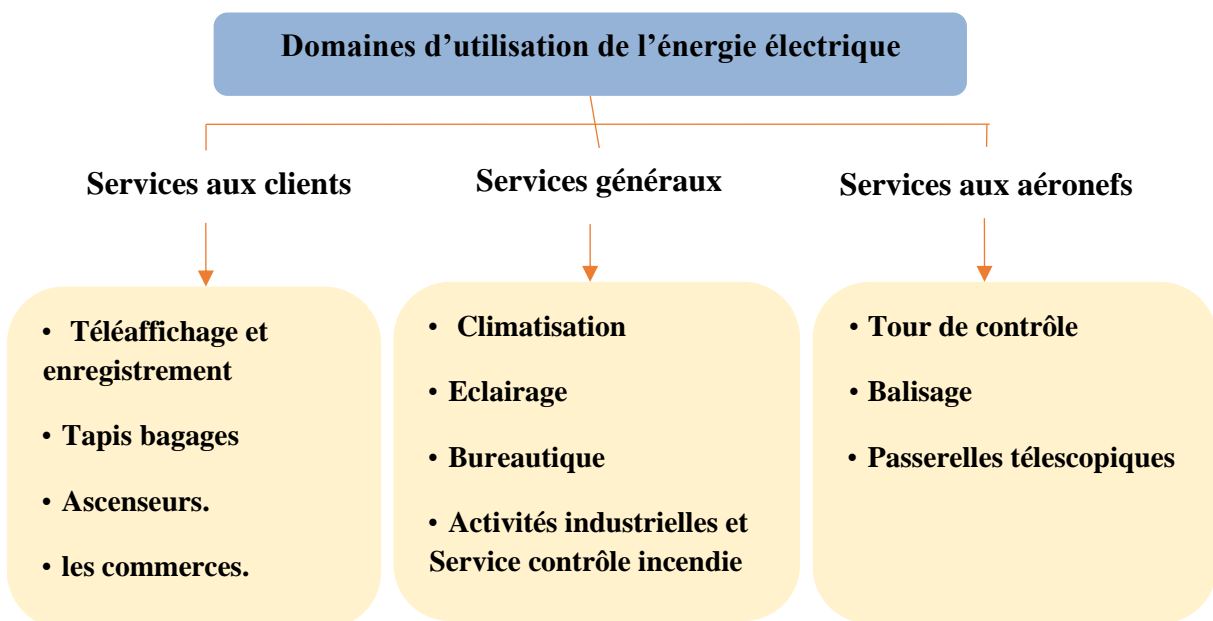 Domaines d’utilisation de l’énergie électrique
Services aux clients
Services généraux
Services aux aéronefs
• Téléaffichage et
enregistrement
• Tapis bagages
• Ascenseurs.
• les commerces.
• Climatisation
• Eclairage
• Bureautique
• Activités industrielles et
Service contrôle incendie
• Tour de contrôle
• Balisage
• Passerelles télescopiques